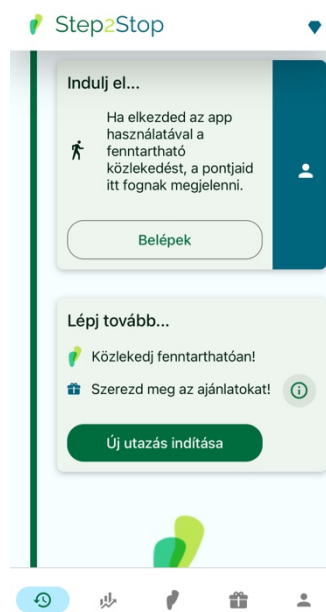 Step2Stop
Indulj el...
Ha elkezded az app
használatával a
fenntartható
közlekedést, a pontjaid
itt fognak megjelenni.
Belépek
Lépj tovább...
Közlekedj fenntarthatóan!
Szerezd meg az ajánlatokat!
Új utazás indítása